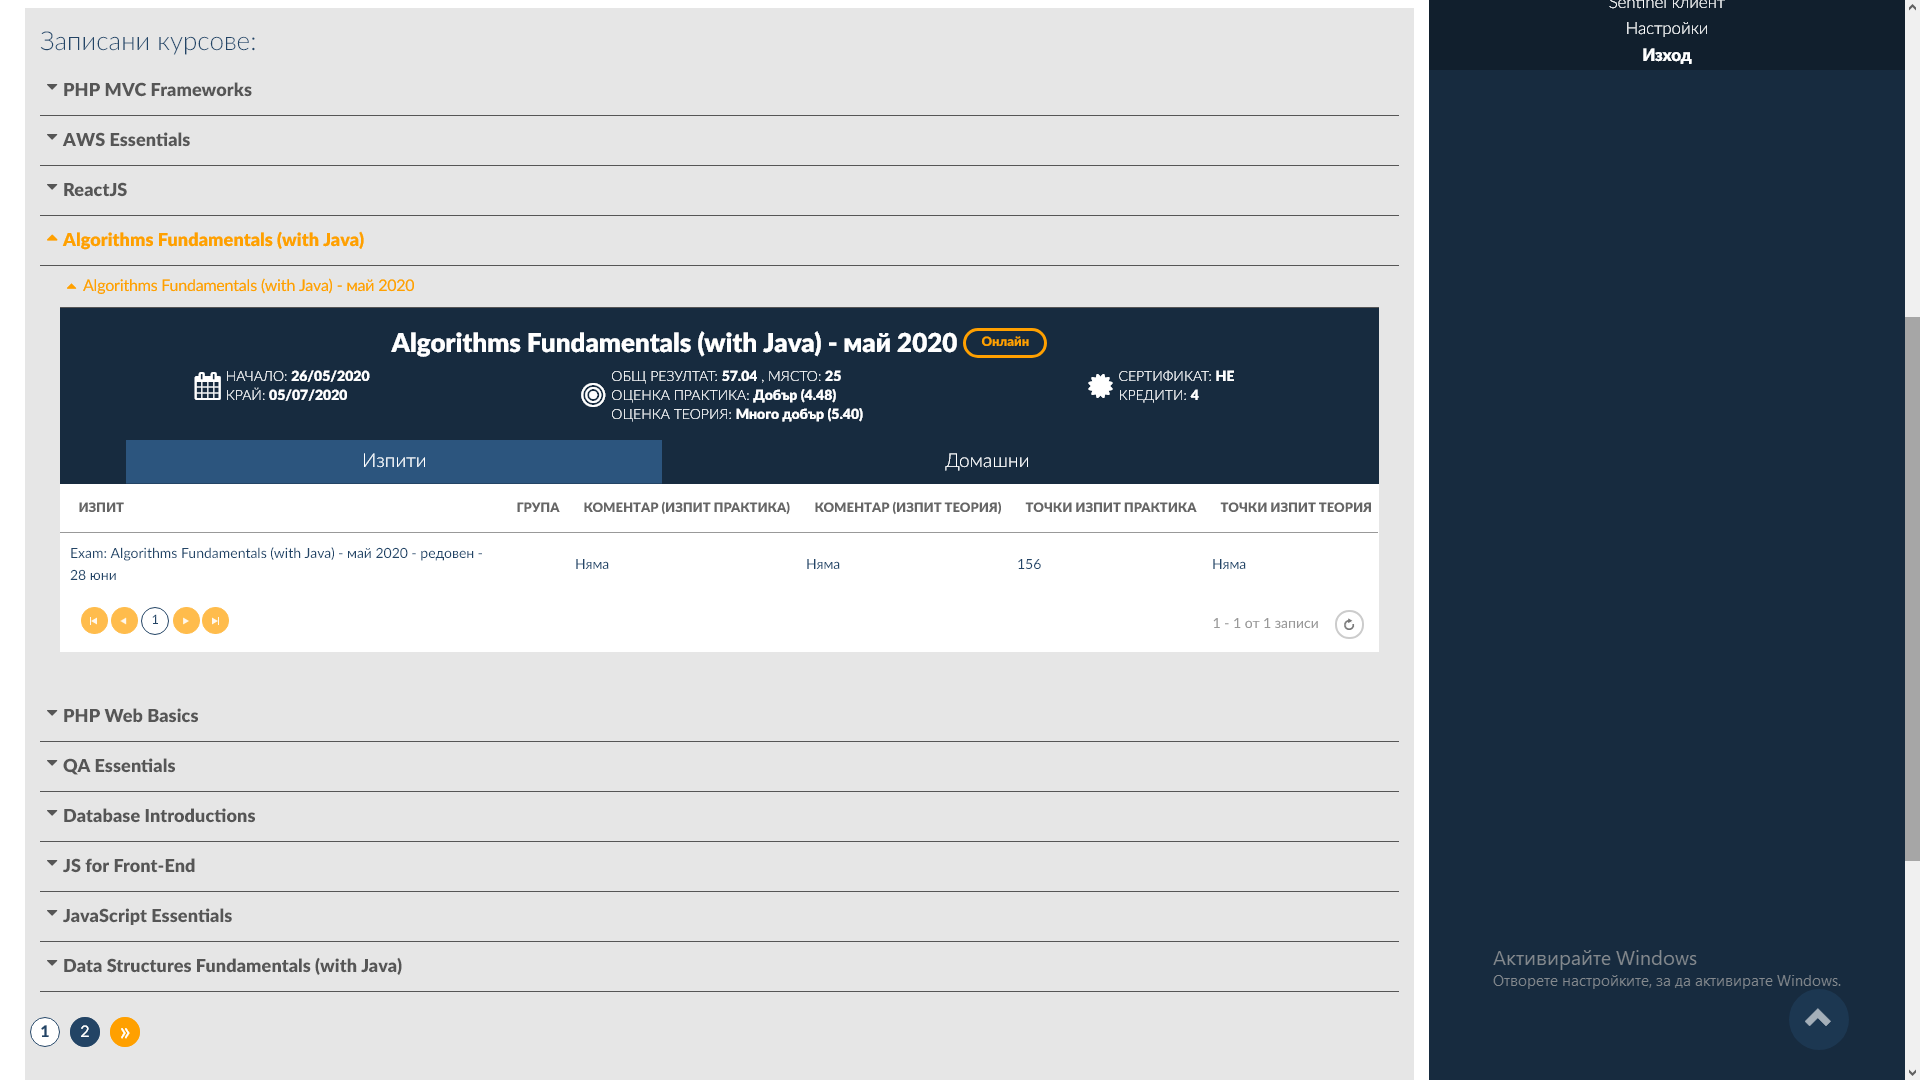 Записани курсове:
PHP MVC Frameworks
AWS Essentials
ReactJS
Algorithms Fundamentals (with Java)
Algorithms Fundamentals (with Java) - май 2020
Algorithms Fundamentals (with Java) - май 2020 Онлайн
НАЧАЛО: 26/05/2020
КРАЙ: 05/07/2020
ОБЩ РЕЗУЛТАТ: 57.04 , МЯСТО: 25
ОЦЕНКА ПРАКТИКА: Добър (4.48)
ОЦЕНКА ТЕОРИЯ: Много добър (5.40)
СЕРТИФИКАТ: НЕ
КРЕДИТИ: 4
Изпити Домашни
ИЗПИТ ГРУПА КОМЕНТАР (ИЗПИТ ПРАКТИКА) КОМЕНТАР (ИЗПИТ ТЕОРИЯ) ТОЧКИ ИЗПИТ ПРАКТИКА ТОЧКИ ИЗПИТ ТЕОРИЯ
Exam: Algorithms Fundamentals (with Java) - май 2020 - редовен -
28 юни
Няма Няма 156 Няма
1
1 - 1 от 1 записи
PHP Web Basics
QA Essentials
Database Introductions
JS for Front-End
JavaScript Essentials
Data Structures Fundamentals (with Java)
1 2 »
Sentinel клиент
Настройки
Изход
Активирайте Windows
Отворете настройките, за да активирате Windows.